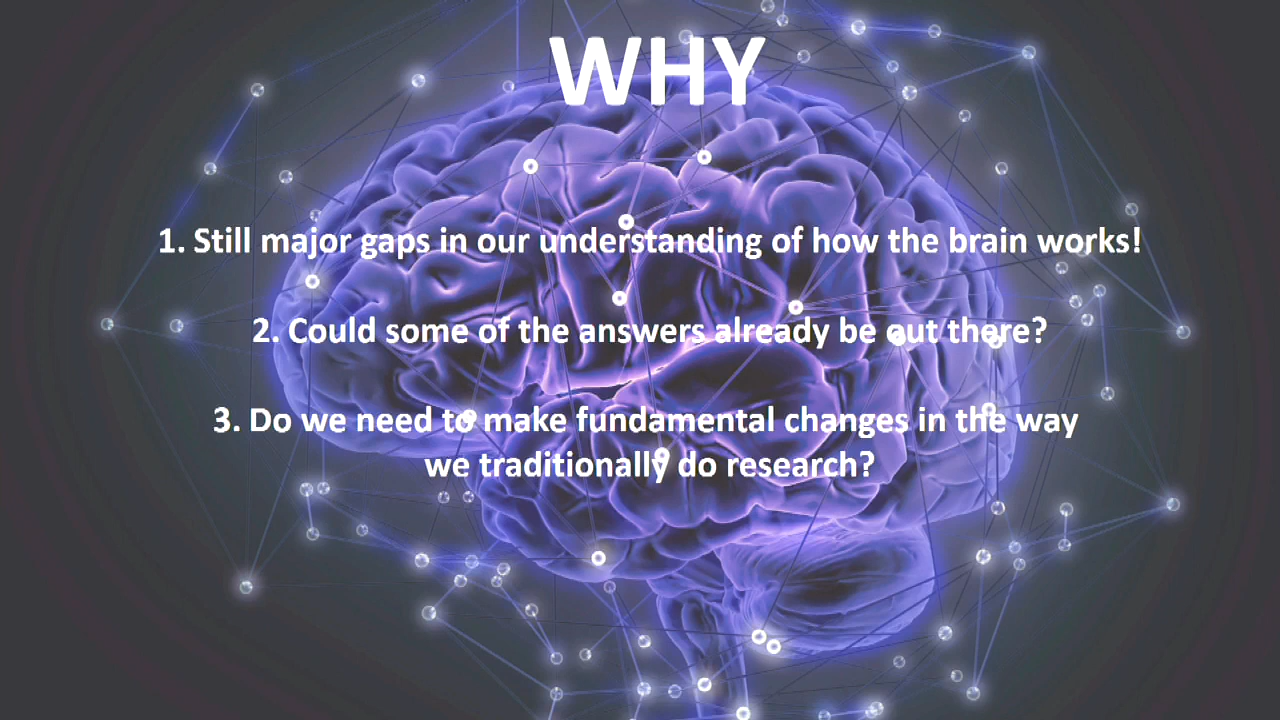 WHY
1. Still major gaps in our understanding of how the brain works!
2. Could some of the answers already be out there?
3. Do we need to make fundamental changes in the way
we traditionally do research?